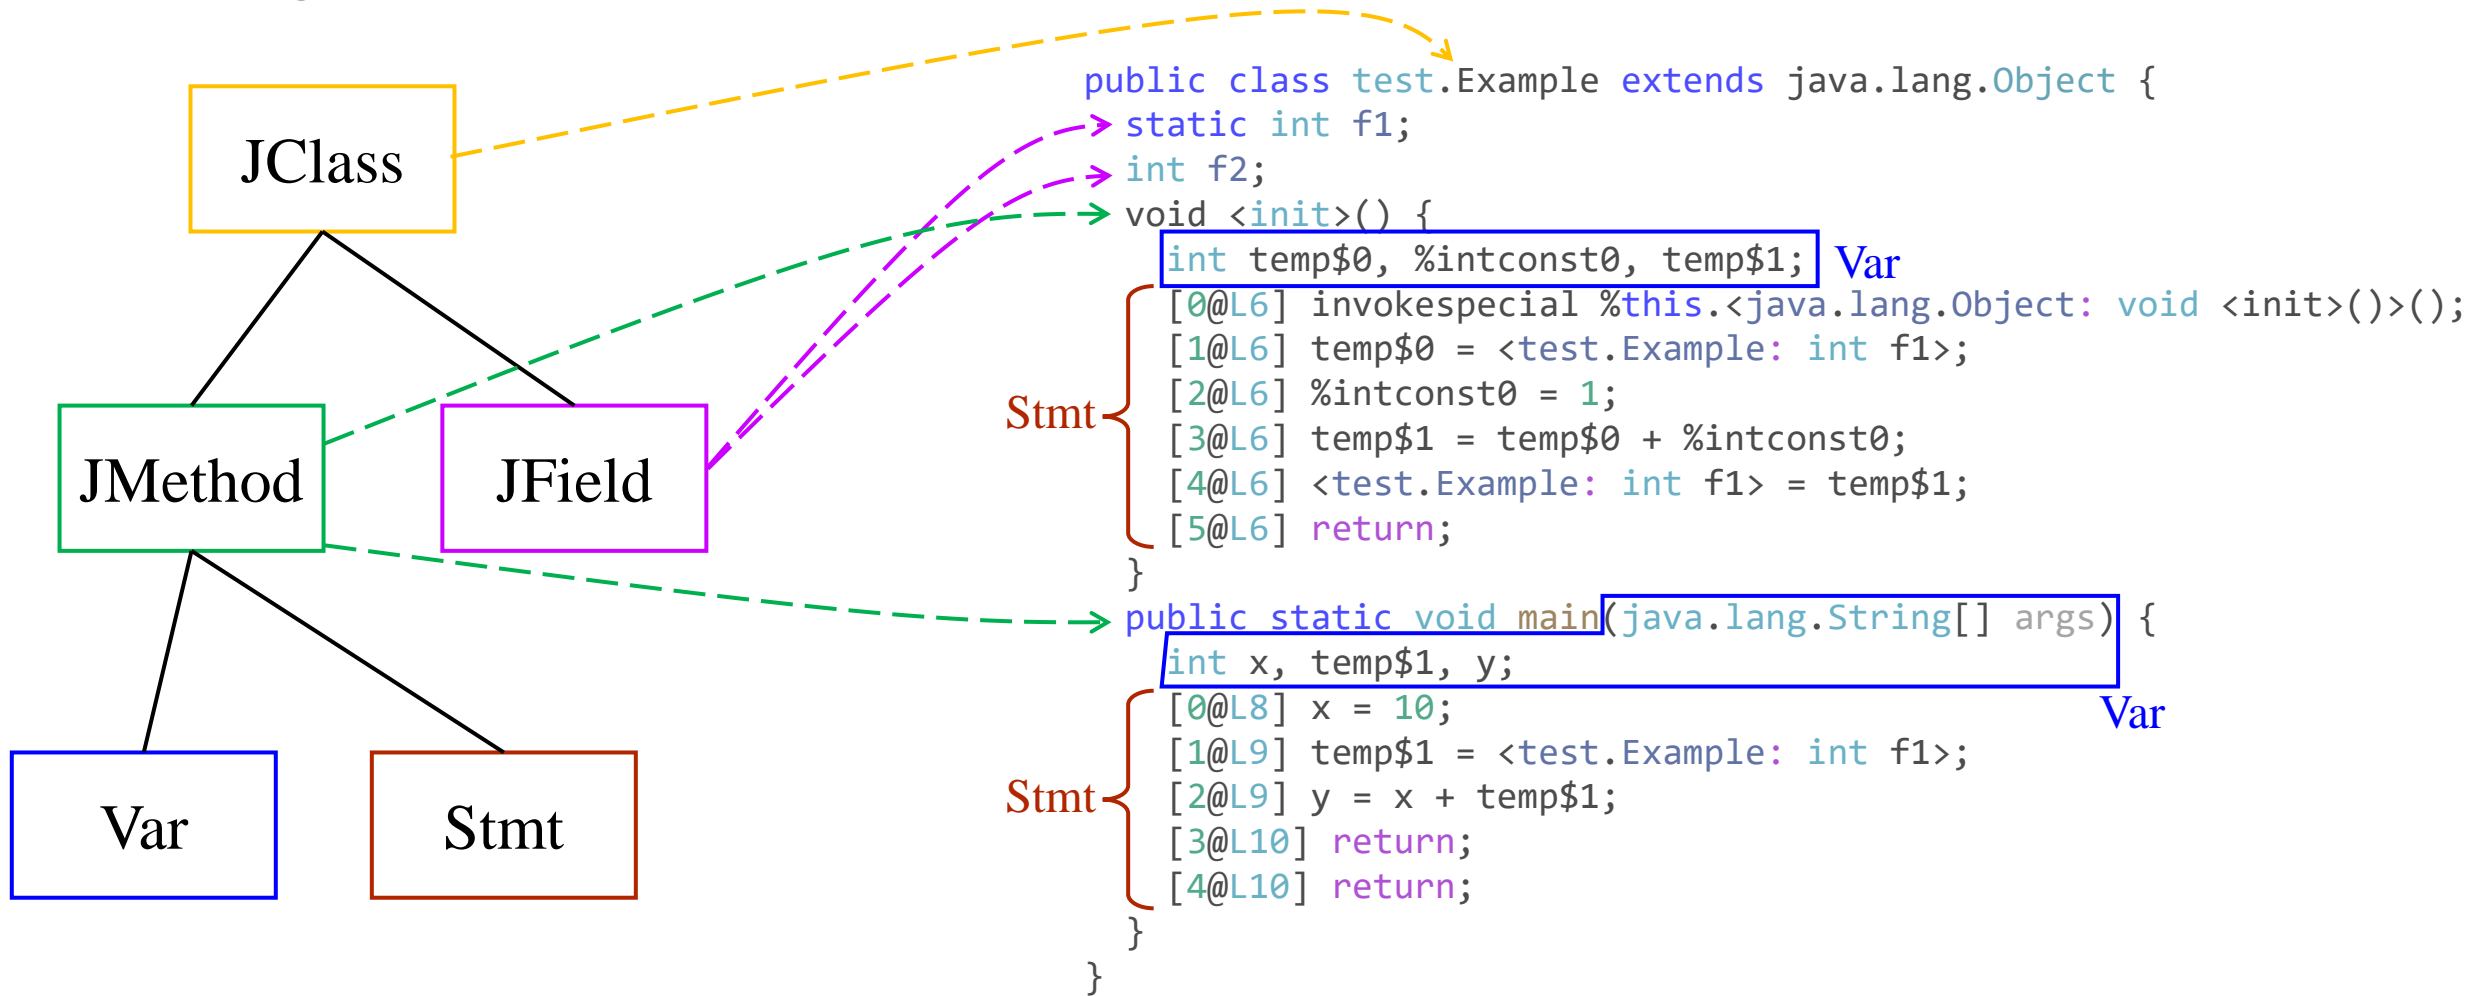 public class test.Example extends java.lang.Object {
static int f1;
int f2;
void <init>() {
int temp$0, %intconst0, temp$1;
Var
[0@L6] invokespecial %this.<java.lang.Object: void <init>()>();
[1@L6] temp$0 = <test.Example: int f1>;
[2@L6] %intconst0 = 1;
[3@L6] temp$1 = temp$0 + %intconst0;
[4@L6] <test.Example: int f1> = temp$1;
[5@L6] return;
}
Stmt
public static void main(java.lang.String[] args) {
int x, temp$1, y;
Var
[0@L8] x = 10;
[1@L9] temp$1 = <test.Example: int f1>;
[2@L9] y = x + temp$1;
[3@L10] return;
[4@L10] return;
}
Stmt
}
JClass
JMethod
JField
Var
Stmt